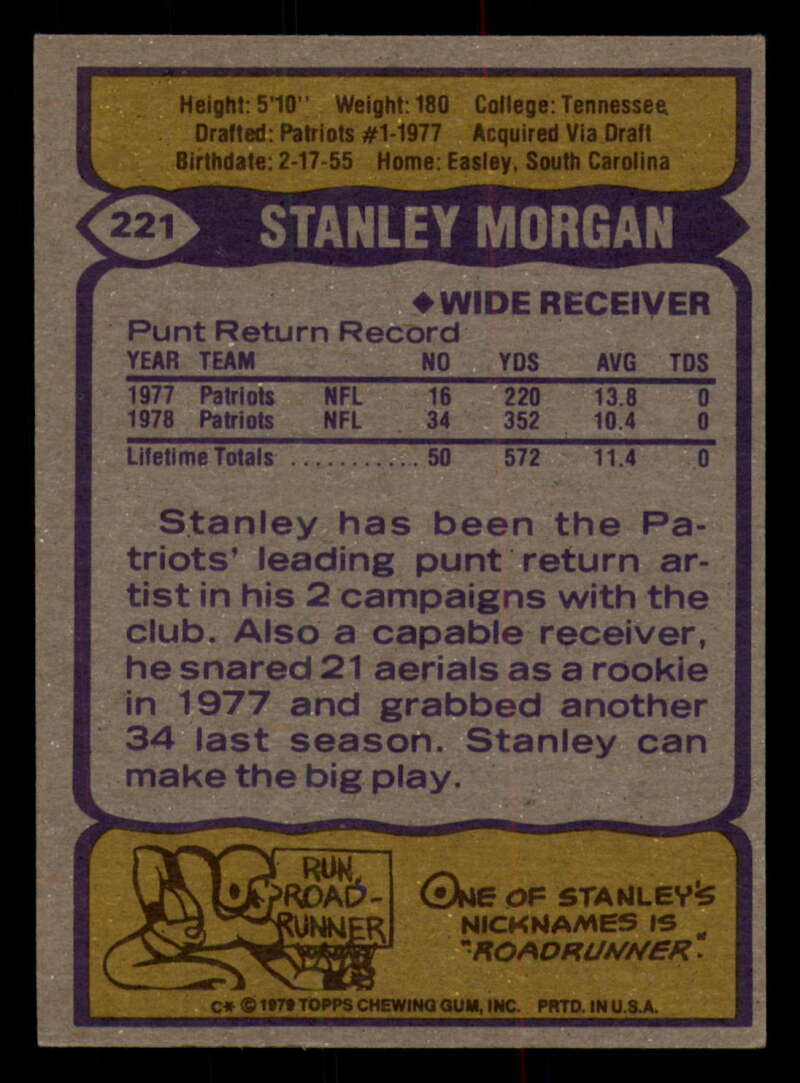 Height: 5'10" Weight: 180 College: Tennessee
Drafted: Patriots #1-1977 Acquired Via Draft
Birthdate: 2-17-55 Home: Easley, South Carolina
221 STANLEY MORGAN
◆WIDE RECEIVER
Punt Return Record
YEAR TEAM NO YDS AVG TDS
1977 Patriots NFL 16 220 13.8 0
1978 Patriots NFL 34 352 10.4 0
Lifetime Totals ............ 50 572 11.4 0
Stanley has been the Pa-
triots' leading punt return ar-
tist in his 2 campaigns with the
club. Also a capable receiver,
he snared 21 aerials as a rookie
in 1977 and grabbed another
34 last season. Stanley can
make the big play.
RUN,
ROAD-
RUNNER
ONE OF STANLEY'S
NICKNAMES IS
"ROADRUNNER".
C* © 1979 TOPPS CHEWING GUM, INC. PRTD. IN U.S.A.